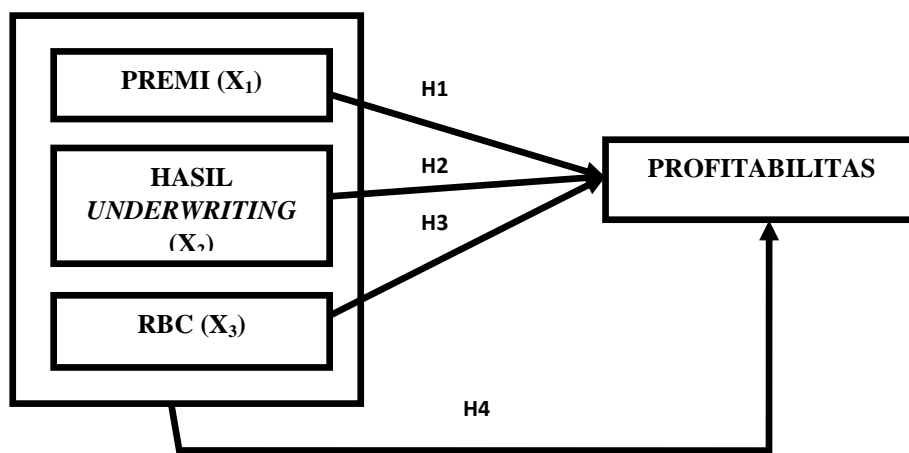 PREMI (X₁)
H1
HASIL
UNDERWRITING
(X₂)
H2
H3
RBC (X₃)
PROFITABILITAS
H4